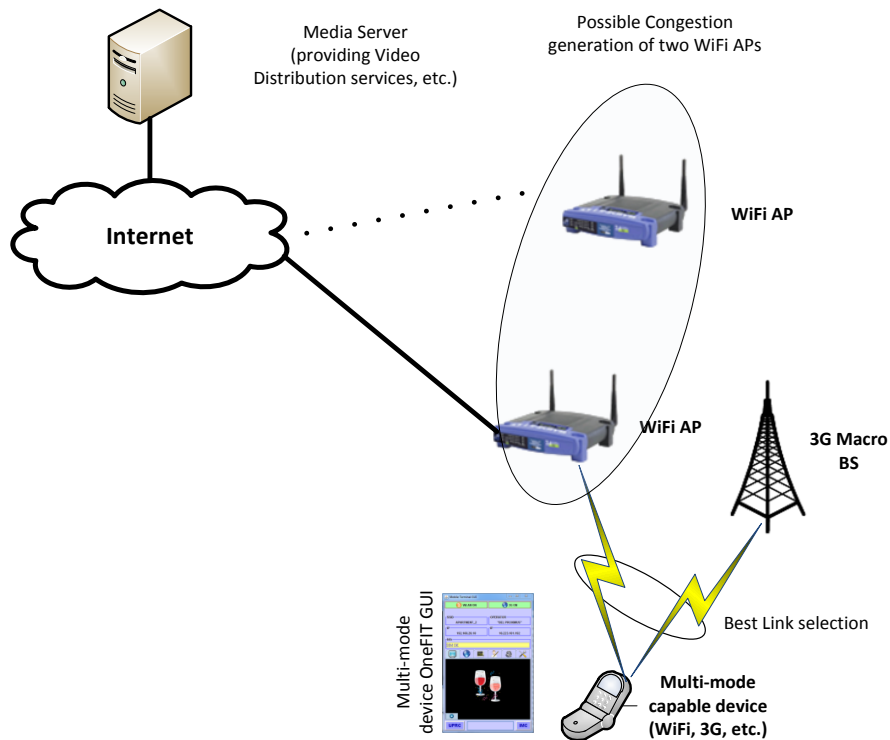 Media Server
(providing Video
Distribution services, etc.)
Possible Congestion
generation of two WiFi APs
WiFi AP
Internet
WiFi AP
3G Macro
BS
Best Link selection
Multi-mode
device OneFIT GUI
Multi-mode
capable device
(WiFi, 3G, etc.)